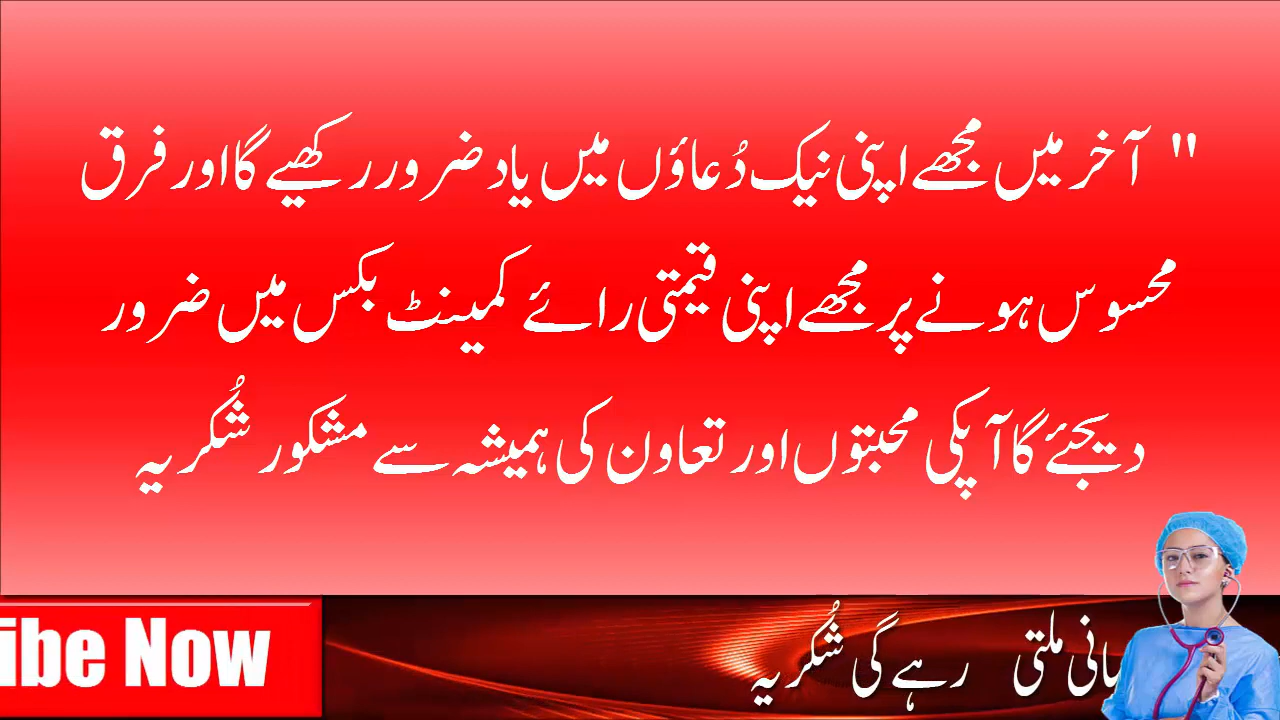 " آخر میں مجھے اپنی نیک دُعاؤں میں یاد ضرور رکھیے گا اور فرق
محسوس ہونے پر مجھے اپنی قیمتی رائے کمینٹ بکس میں ضرور
دیجئے گا آپکی محبتوں اور تعاون کی ہمیشہ سے مشکور شُکریہ
ملتی رہے گی شُکریہ
ibe Now